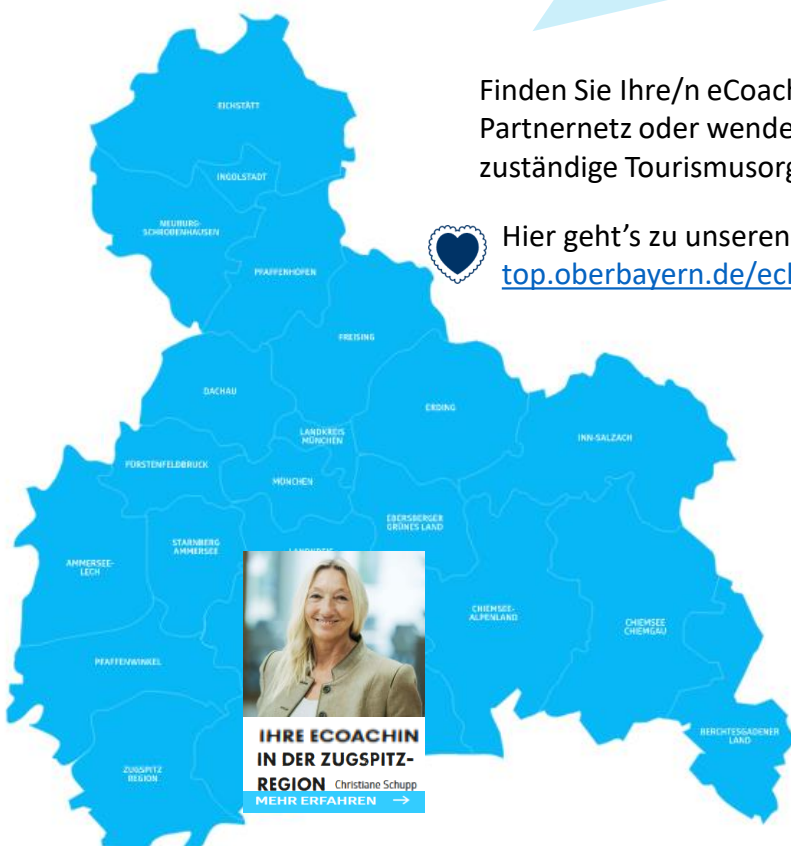 Finden Sie Ihre/n eCoach
Partnernetz oder wende
zuständige Tourismusorg
Hier geht's zu unseren
top.oberbayern.de/ecl
EICHSTÄTT
INGOLSTADT
NEUBURG-
SCHROBENHAUSEN
PFAFFENHOFEN
FREISING
DACHAU
ERDING
LANDKREIS
MÜNCHEN
INN-SALZACH
FÜRSTENFELDBRUCK
MÜNCHEN
EBERSBERGER
GRÜNES LAND
STARNBERG
AMMERSEE
LANDKREIS
AMMERSEE-
LECH
CHIEMSEE-
ALPENLAND
CHIEMSEE
CHIEMGAU
PFAFFENWINKEL
BERCHTESGADENER
LAND
ZUGSPITZ
REGION
IHRE ECOACHIN
IN DER ZUGSPITZ-
REGION Christiane Schupp
MEHR ERFAHREN →